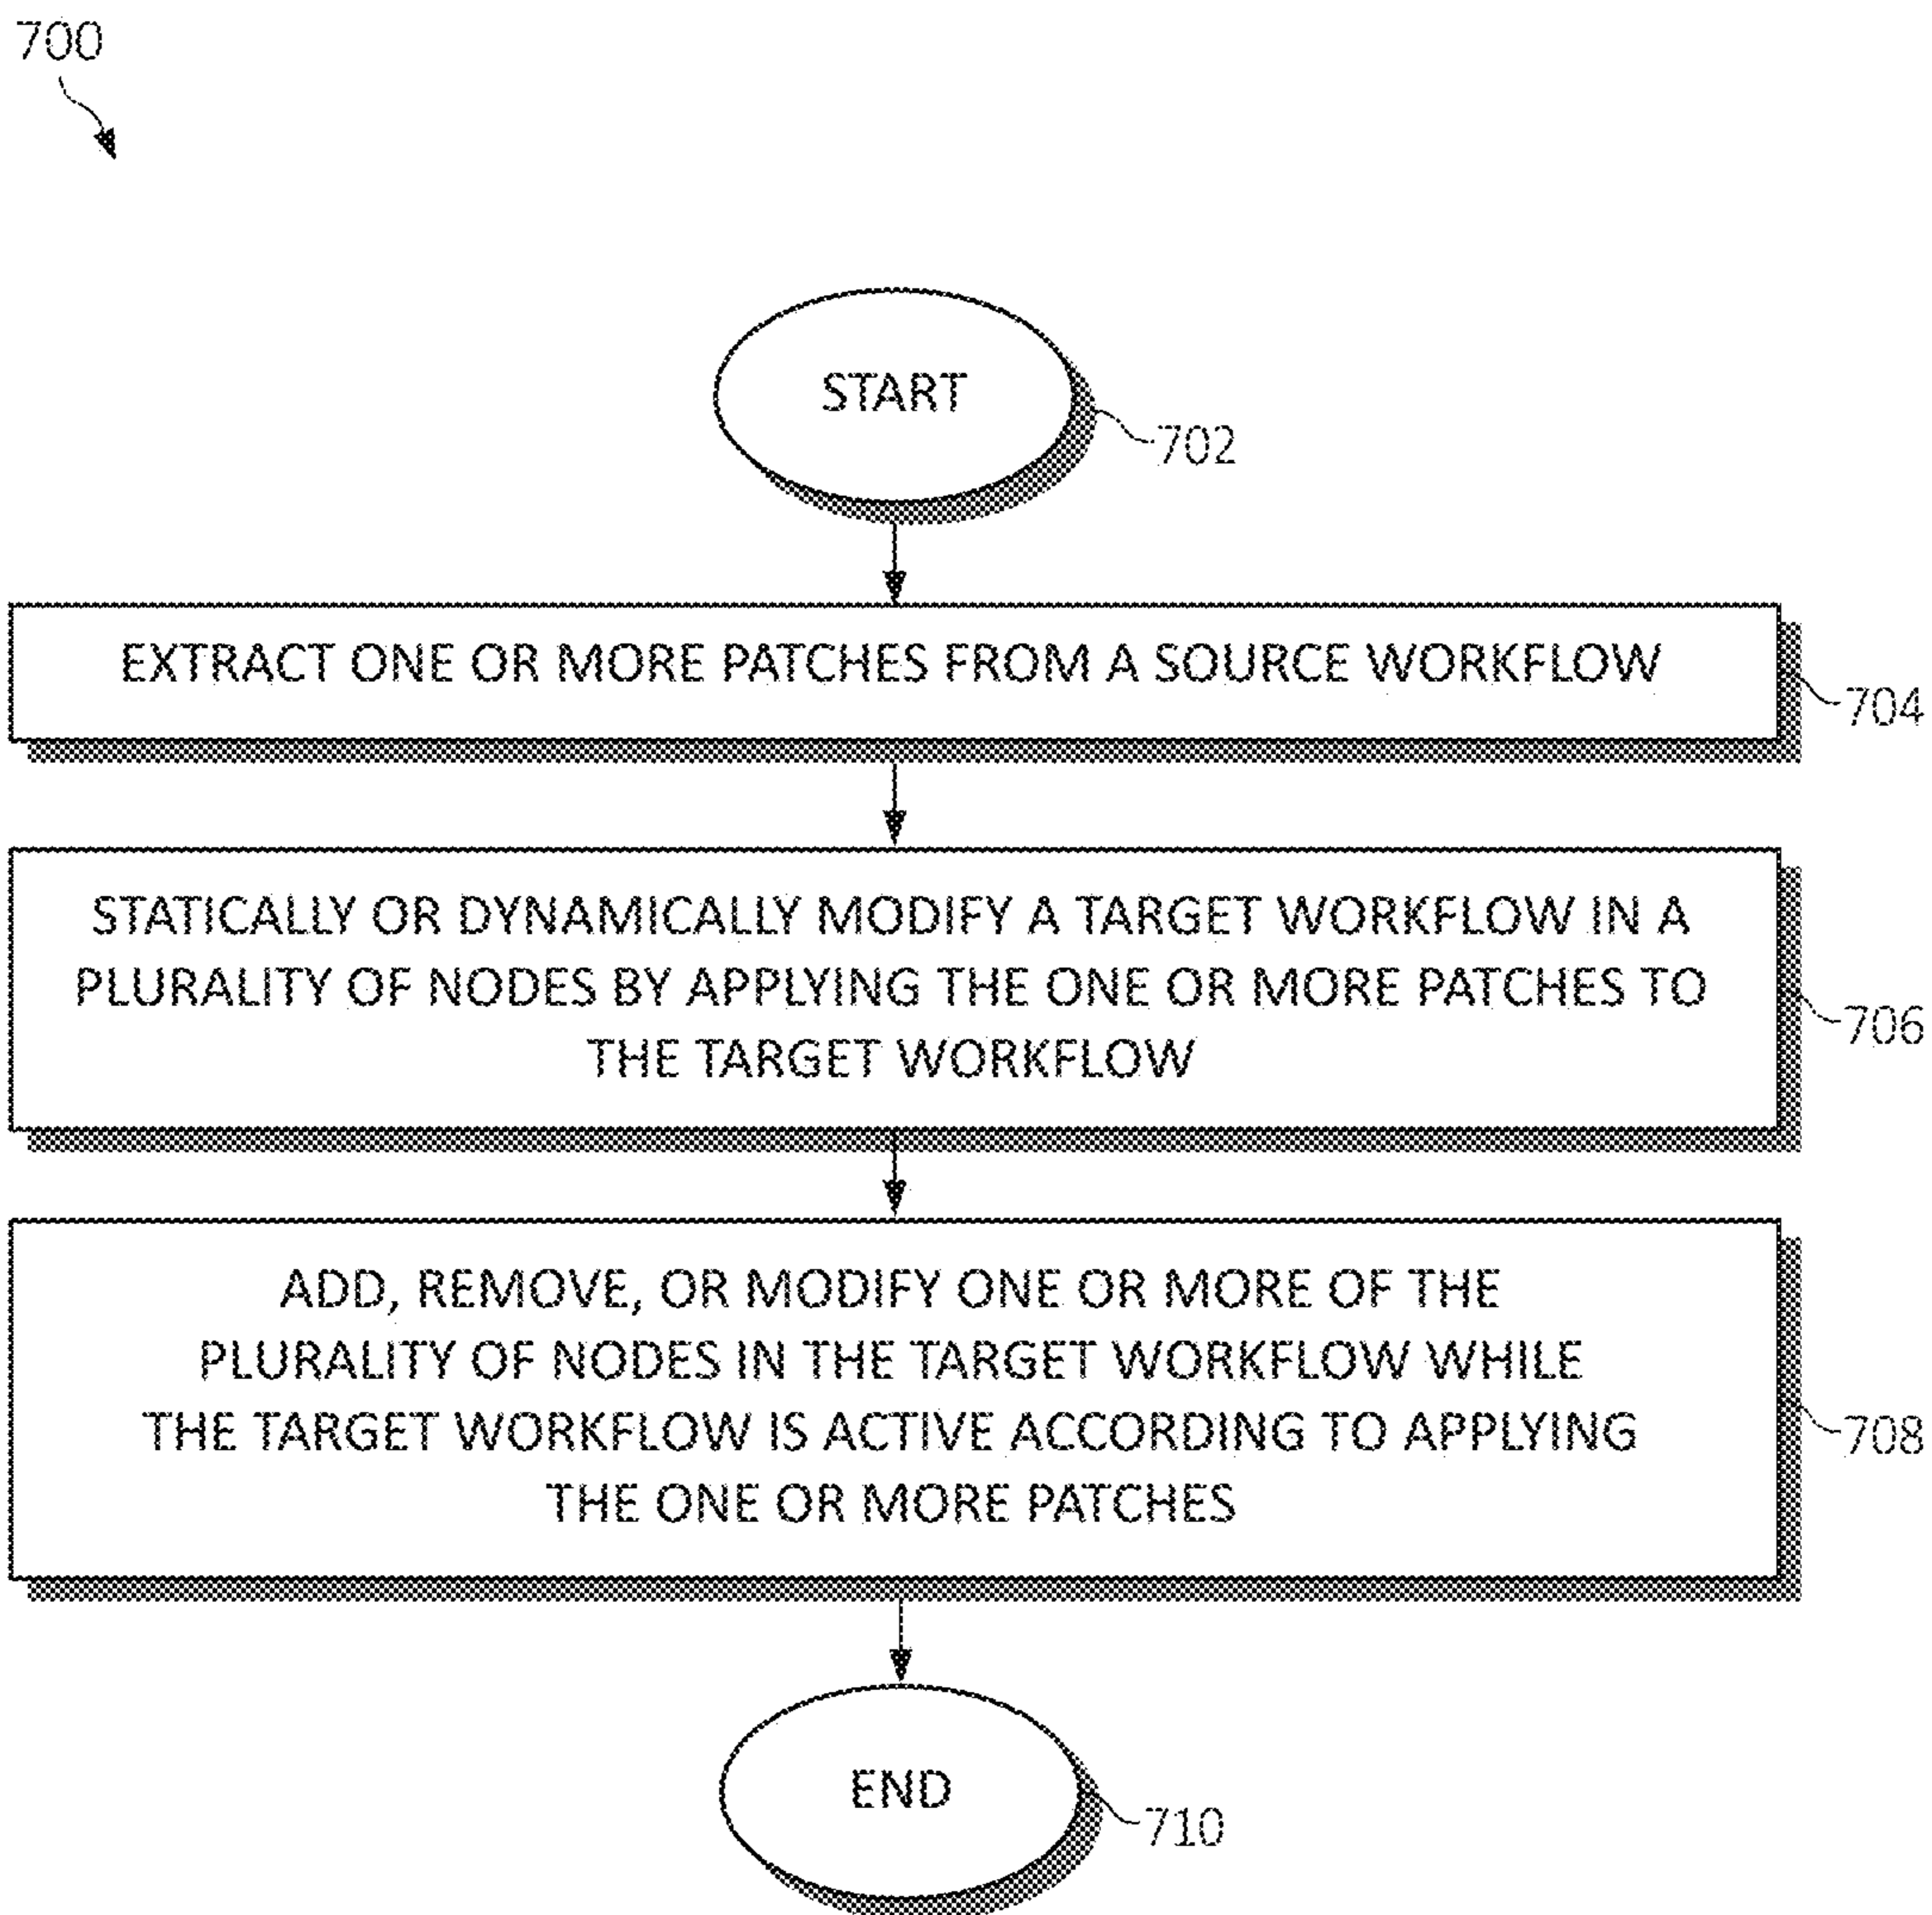 700
START
702
EXTRACT ONE OR MORE PATCHES FROM A SOURCE WORKFLOW
704
STATICALLY OR DYNAMICALLY MODIFY A TARGET WORKFLOW IN A
PLURALITY OF NODES BY APPLYING THE ONE OR MORE PATCHES TO
THE TARGET WORKFLOW
706
ADD, REMOVE, OR MODIFY ONE OR MORE OF THE
PLURALITY OF NODES IN THE TARGET WORKFLOW WHILE
THE TARGET WORKFLOW IS ACTIVE ACCORDING TO APPLYING
THE ONE OR MORE PATCHES
708
END
710